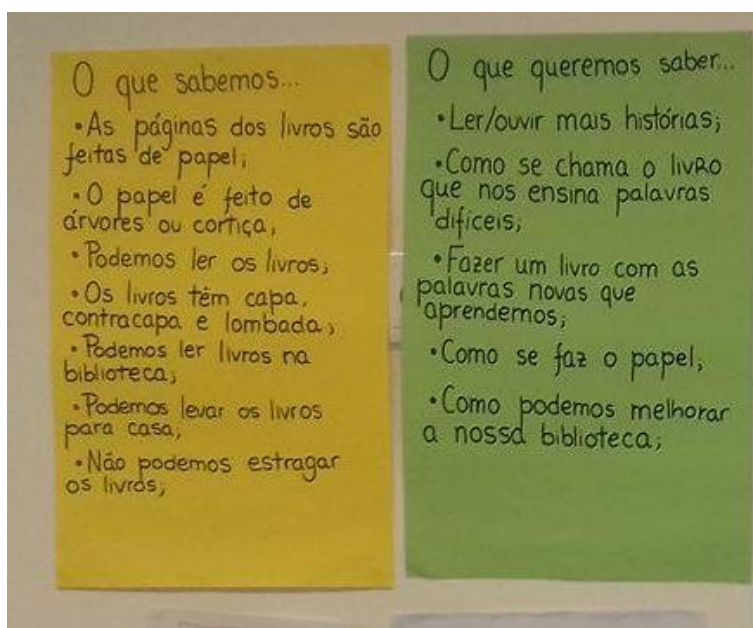 O que sabemos...
•As páginas dos livros são
feitas de papel;
•O papel é feito de
árvores ou cortiça;
•Podemos ler os livros;
•Os livros têm capa,
contracapa e lombada;
•Podemos ler livros na
biblioteca;
•Podemos levar os livros
para casa;
•Não podemos estragar
os livros;
O que queremos saber...
•Ler/ouvir mais histórias;
•Como se chama o livro
que nos ensina palavras
difíceis;
•Fazer um livro com as
palavras novas que
aprendemos;
•Como se faz o papel;
•Como podemos melhorar
a nossa biblioteca;